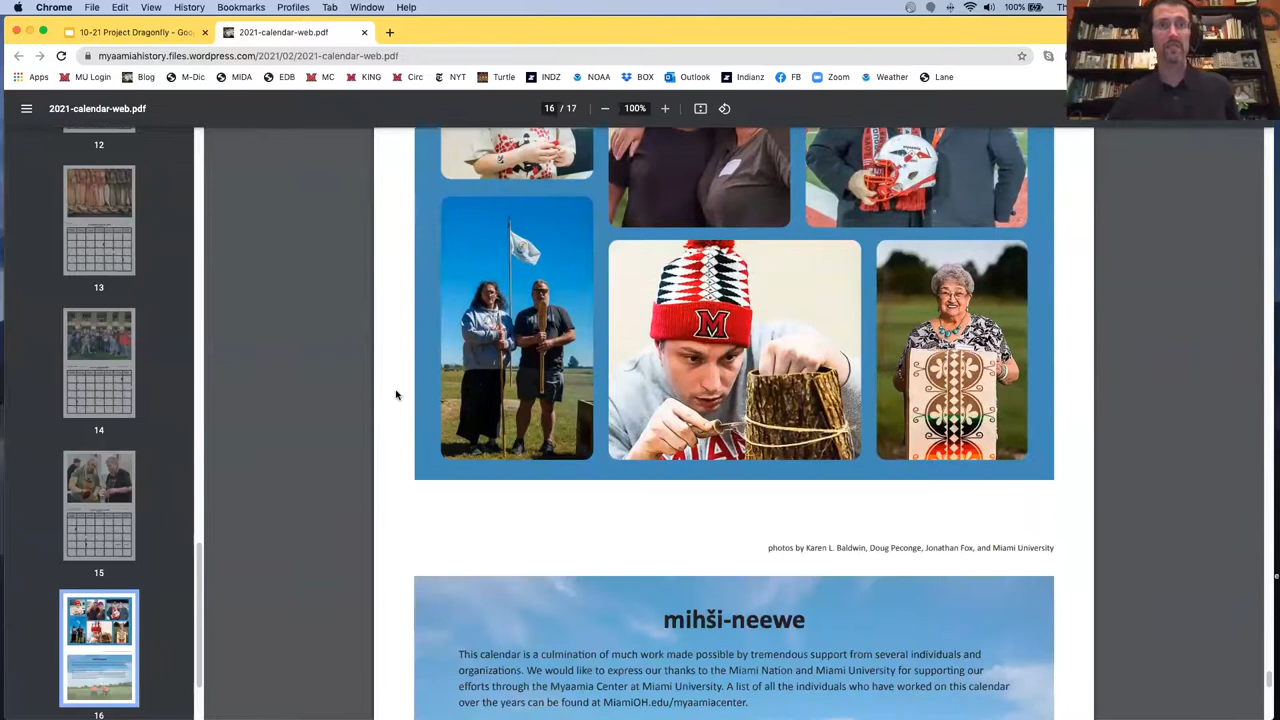 Chrome File Edit View History Bookmarks Profiles Tab Window Help 100% Th
10-21 Project Dragonfly - Goo
2021-calendar-web.pdf
myaamiahistory.files.wordpress.com/2021/02/2021-calendar-web.pdf
Apps MU Login Blog M-Dic MIDA EDB MC KING Circ NYT Turtle INDZ NOAA BOX Outlook Indianz FB Zoom Weather Lane
2021-calendar-web.pdf 16 / 17 100%
12
13
14
15
16
M
photos by Karen L. Baldwin, Doug Peconge, Jonathan Fox, and Miami University
mihši-neewe
This calendar is a culmination of much work made possible by tremendous support from several individuals and
organizations. We would like to express our thanks to the Miami Nation and Miami University for supporting our
efforts through the Myaamia Center at Miami University. A list of all the individuals who have worked on this calendar
over the years can be found at MiamiOH.edu/myaamiacenter.